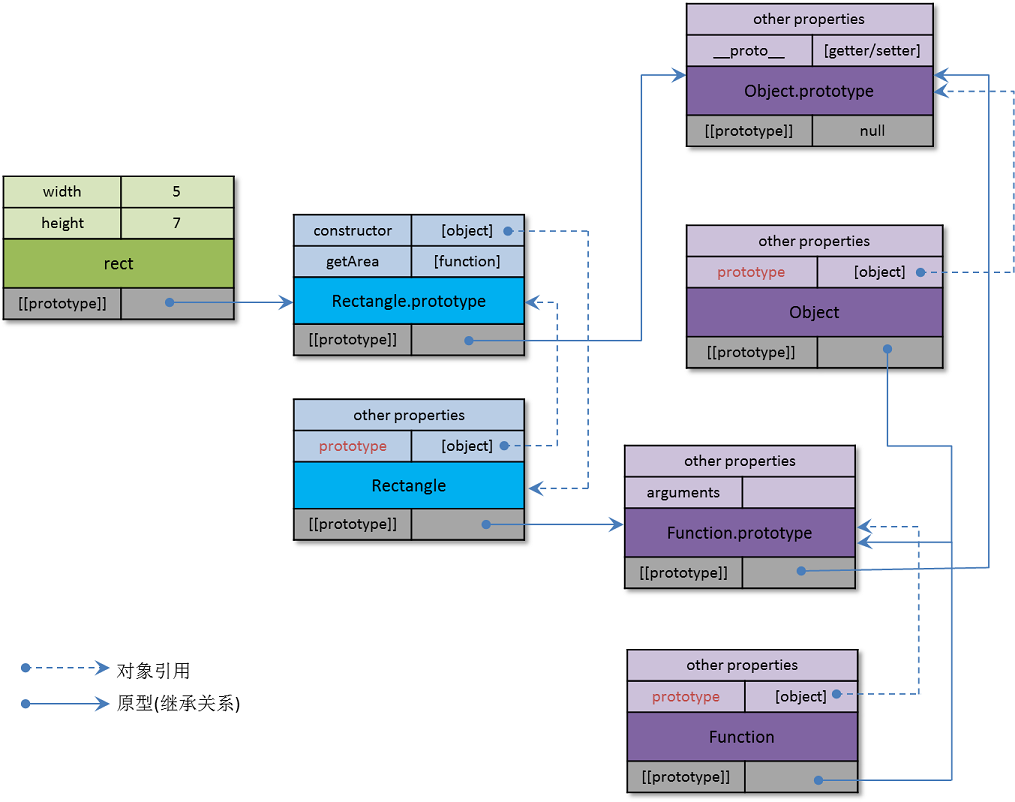 other properties
__proto__ [getter/setter]
Object.prototype
[[prototype]] null
width 5
height 7
rect
[[prototype]]
constructor [object]
getArea [function]
Rectangle.prototype
[[prototype]]
other properties
prototype [object]
Object
[[prototype]]
other properties
prototype [object]
Rectangle
[[prototype]]
other properties
arguments
Function.prototype
[[prototype]]
other properties
prototype [object]
Function
[[prototype]]
对象引用
原型(继承关系)